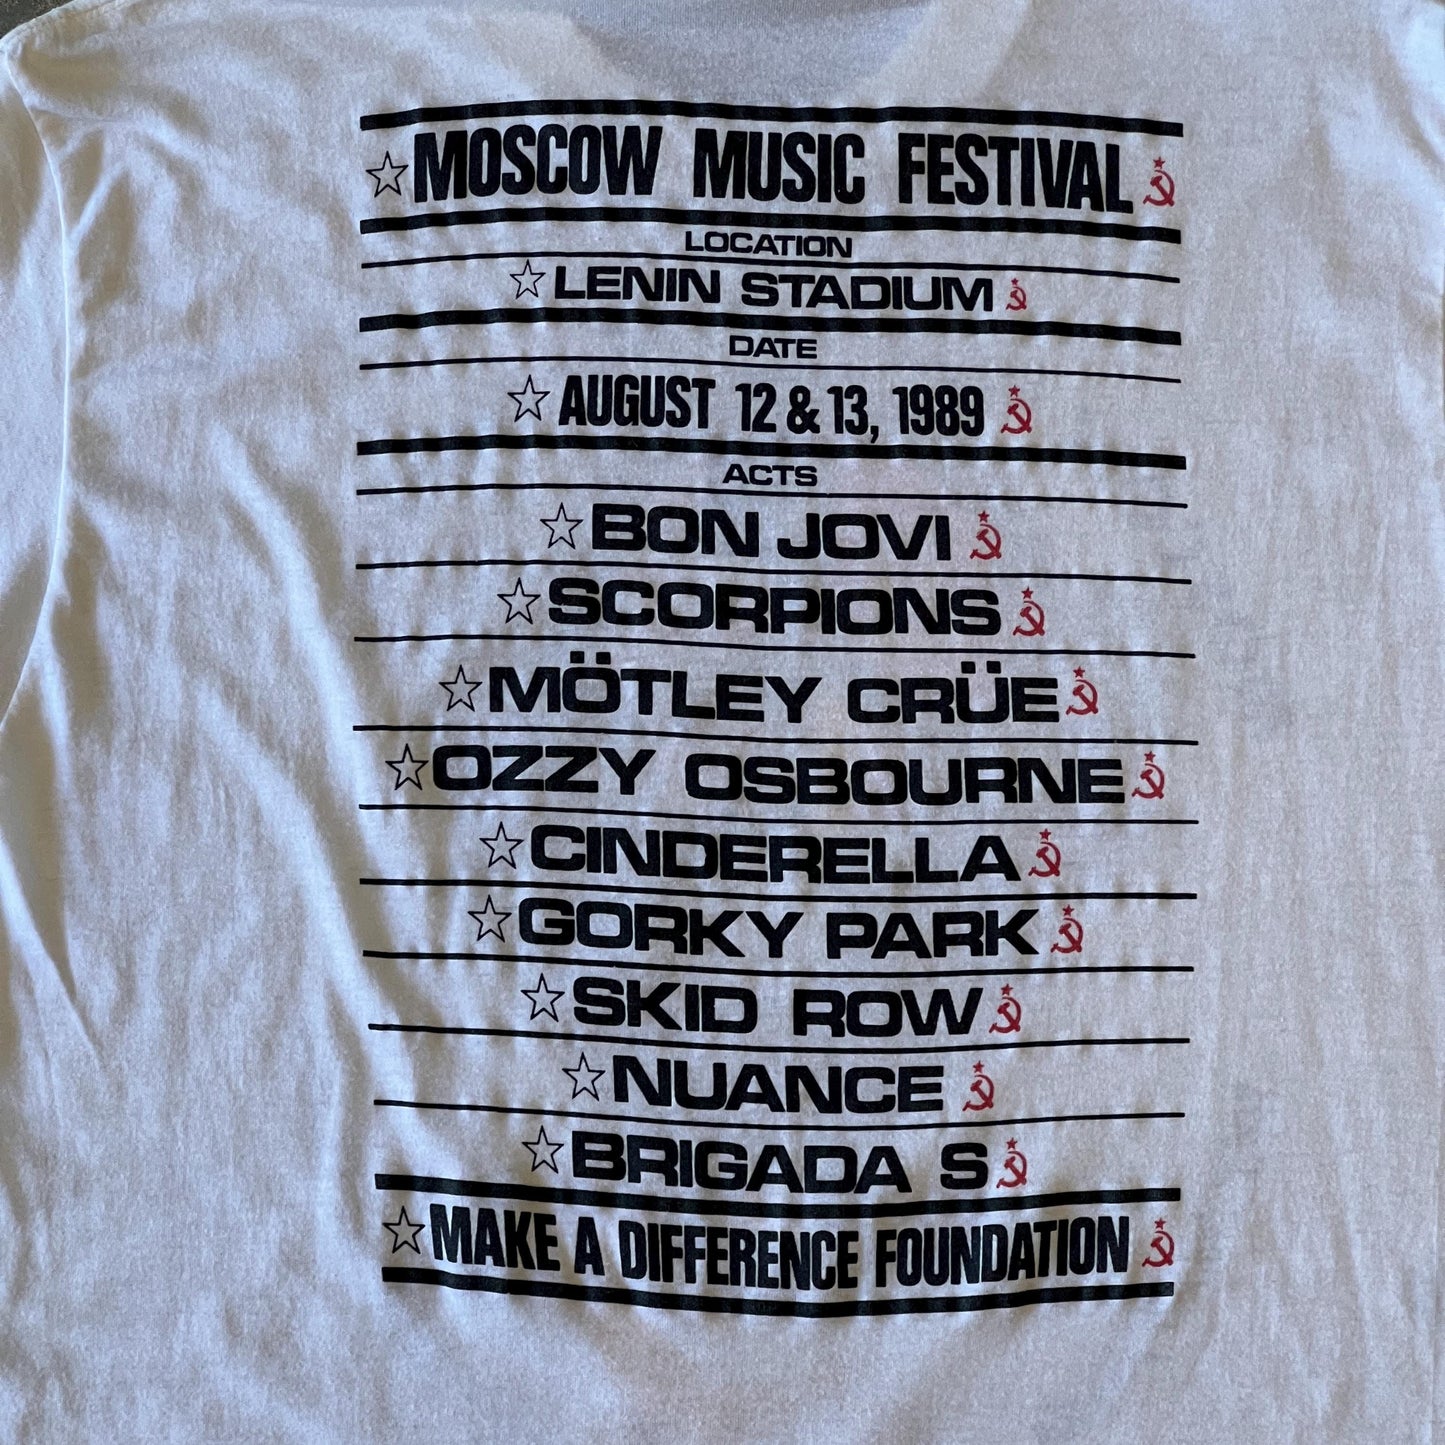 MOSCOW MUSIC FESTIVAL
LOCATION
LENIN STADIUM
DATE
AUGUST 12 & 13, 1989
ACTS
BON JOVI
SCORPIONS
MÖTLEY CRÜE
OZZY OSBOURNE
CINDERELLA
GORKY PARK
SKID ROW
NUANCE
BRIGADA S
MAKE A DIFFERENCE FOUNDATION